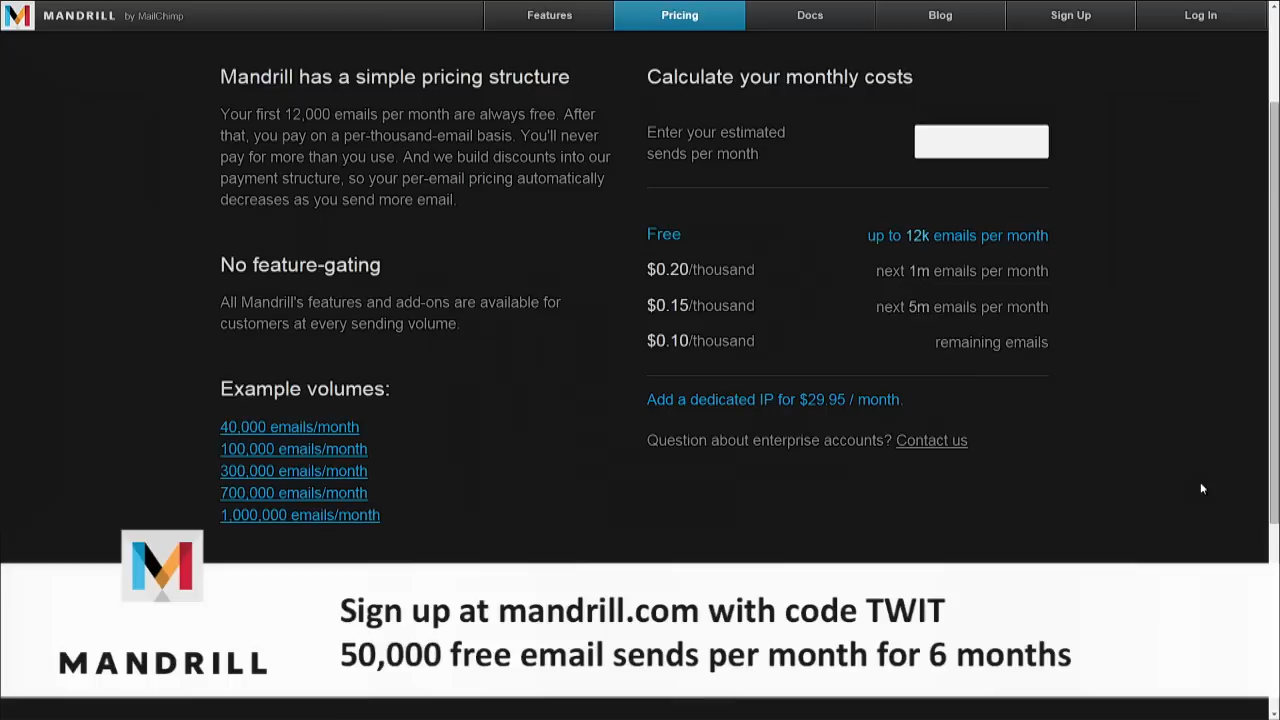 MANDRILL by MailChimp
Features
Pricing
Docs
Blog
Sign Up
Log In
Mandrill has a simple pricing structure
Your first 12,000 emails per month are always free. After
that, you pay on a per-thousand-email basis. You'll never
pay for more than you use. And we build discounts into our
payment structure, so your per-email pricing automatically
decreases as you send more email.
No feature-gating
All Mandrill's features and add-ons are available for
customers at every sending volume.
Example volumes:
40,000 emails/month
100,000 emails/month
300,000 emails/month
700,000 emails/month
1,000,000 emails/month
Calculate your monthly costs
Enter your estimated
sends per month
Free up to 12k emails per month
$0.20/thousand next 1m emails per month
$0.15/thousand next 5m emails per month
$0.10/thousand remaining emails
Add a dedicated IP for $29.95 / month.
Question about enterprise accounts? Contact us
MANDRILL
Sign up at mandrill.com with code TWIT
50,000 free email sends per month for 6 months